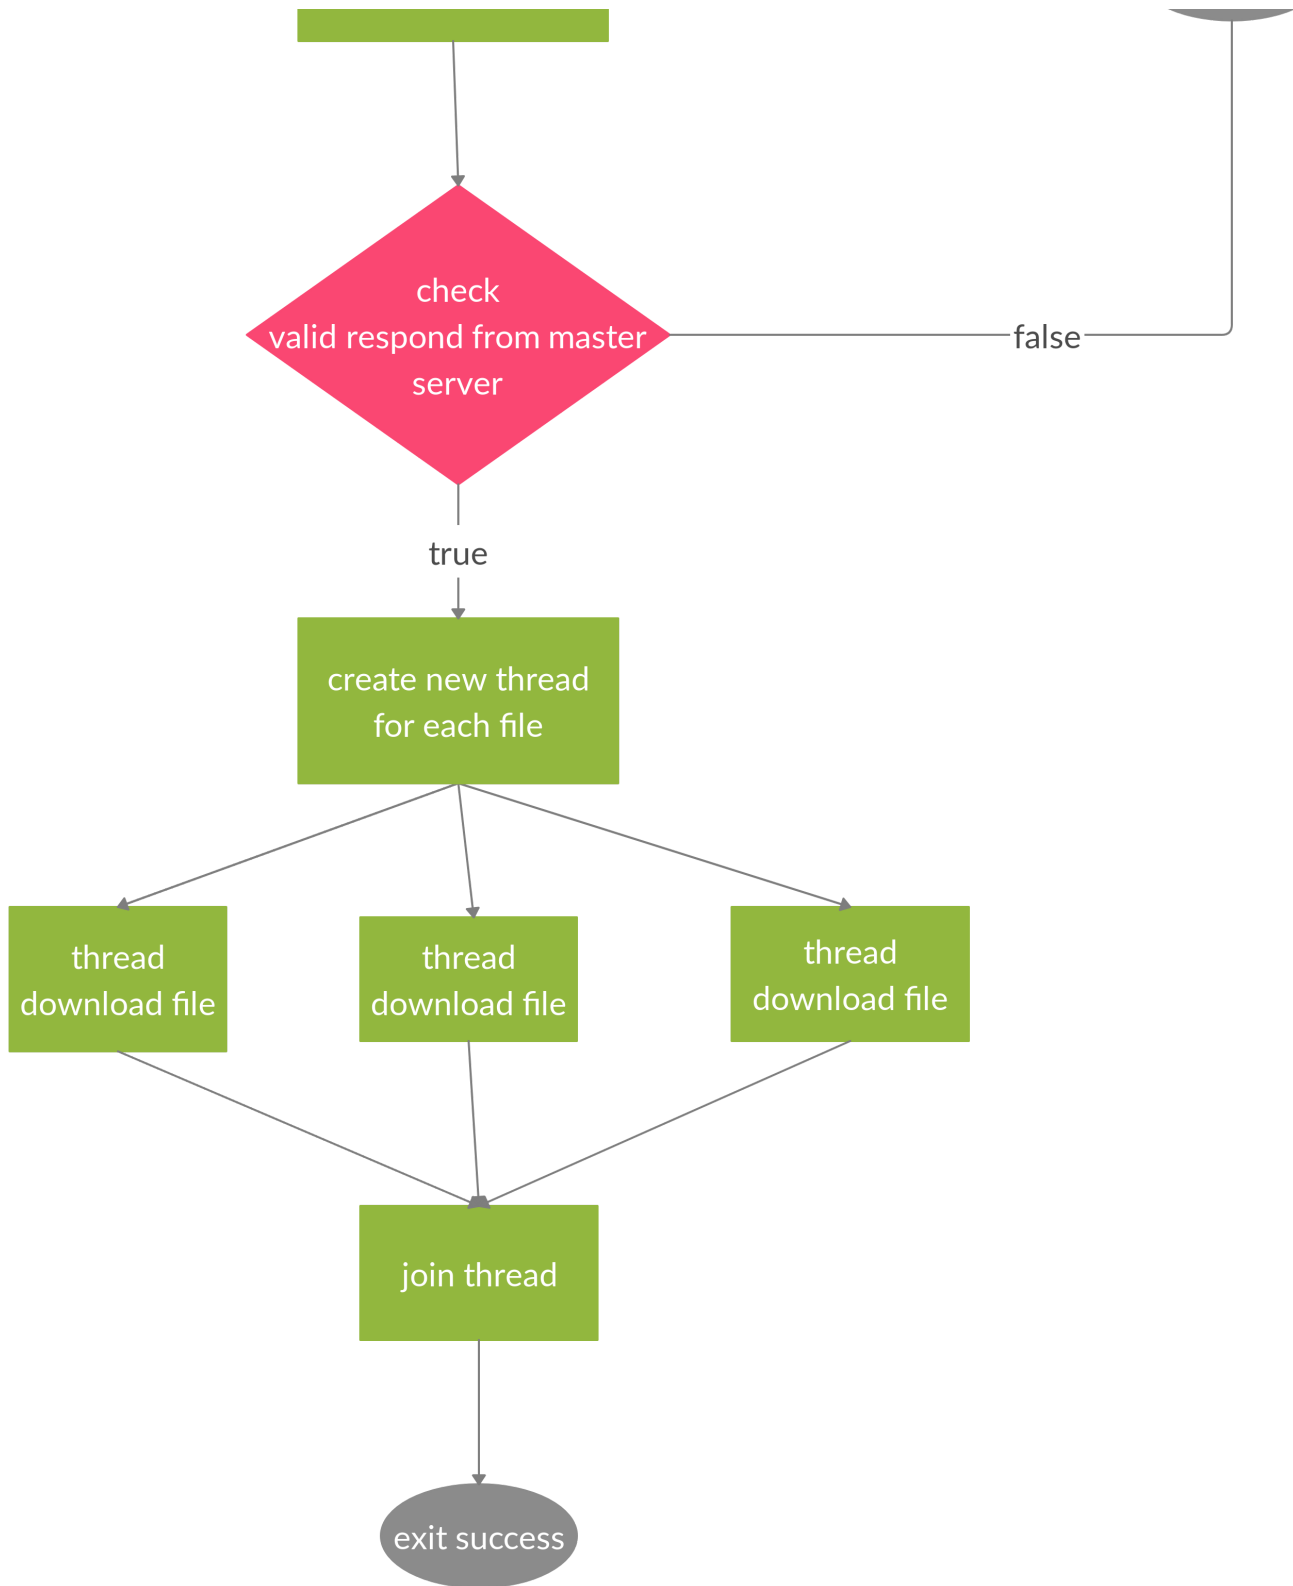 check
valid respond from master
server
false
true
create new thread
for each file
thread
download file
thread
download file
thread
download file
join thread
exit success